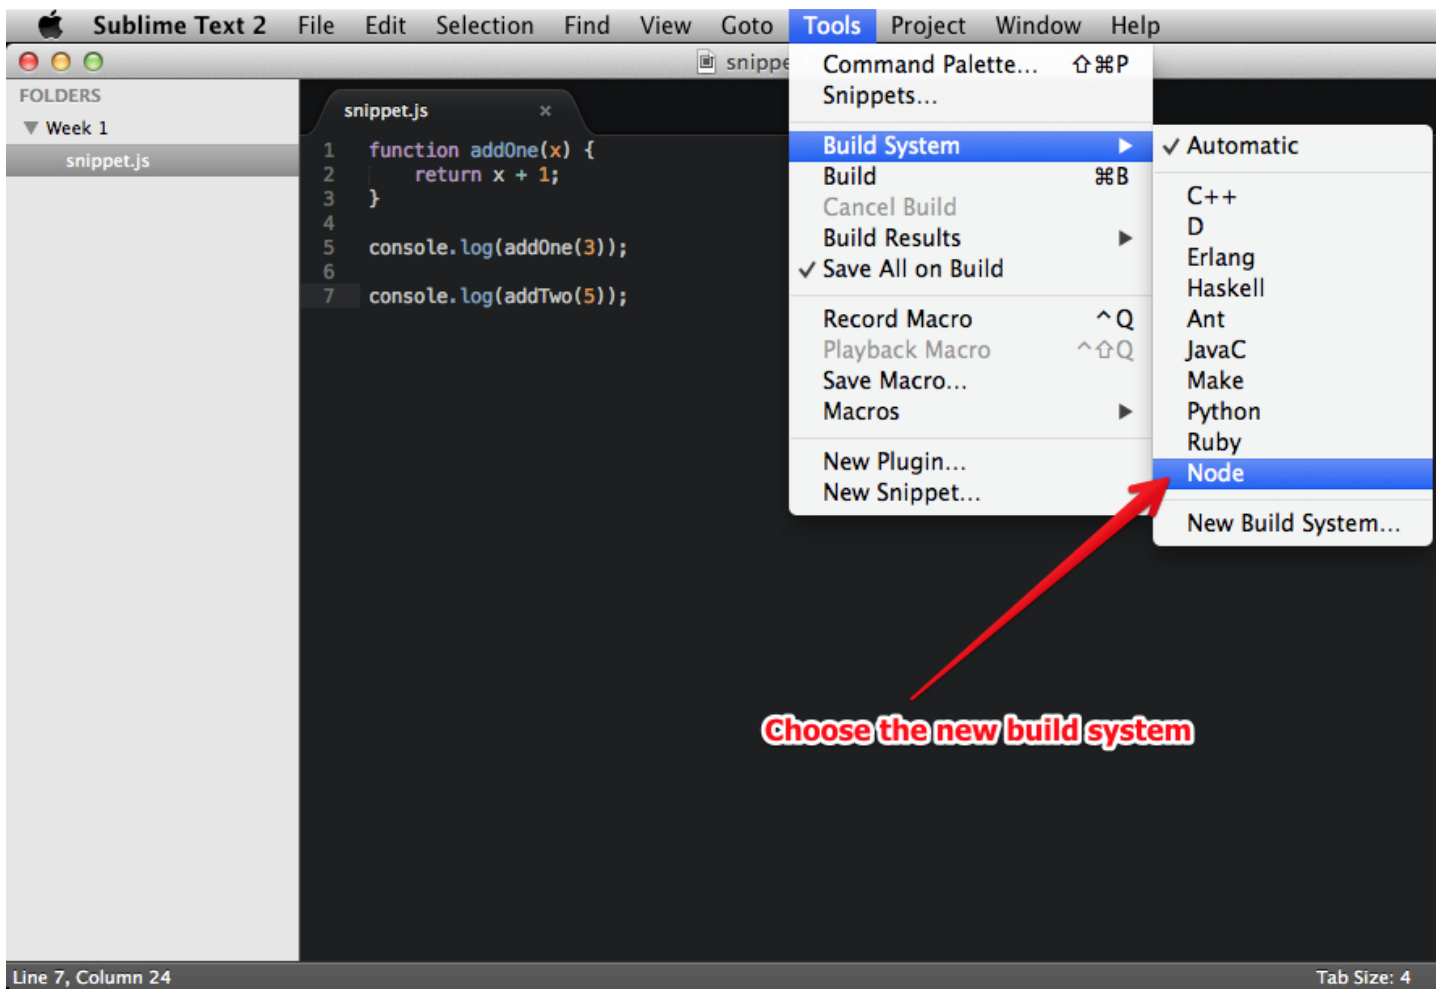 Sublime Text 2 File Edit Selection Find View Goto Tools Project Window Help
snippe
FOLDERS
Week 1
snippet.js
snippet.js ×
1 function addOne(x) {
2 return x + 1;
3 }
4
5 console.log(addOne(3));
6
7 console.log(addTwo(5));
Command Palette... ⇧⌘P
Snippets...
Build System ▶
Build ⌘B
Cancel Build
Build Results ▶
✓ Save All on Build
Record Macro ^Q
Playback Macro ^⇧Q
Save Macro...
Macros ▶
New Plugin...
New Snippet...
✓ Automatic
C++
D
Erlang
Haskell
Ant
JavaC
Make
Python
Ruby
Node
New Build System...
Choose the new build system
Line 7, Column 24 Tab Size: 4